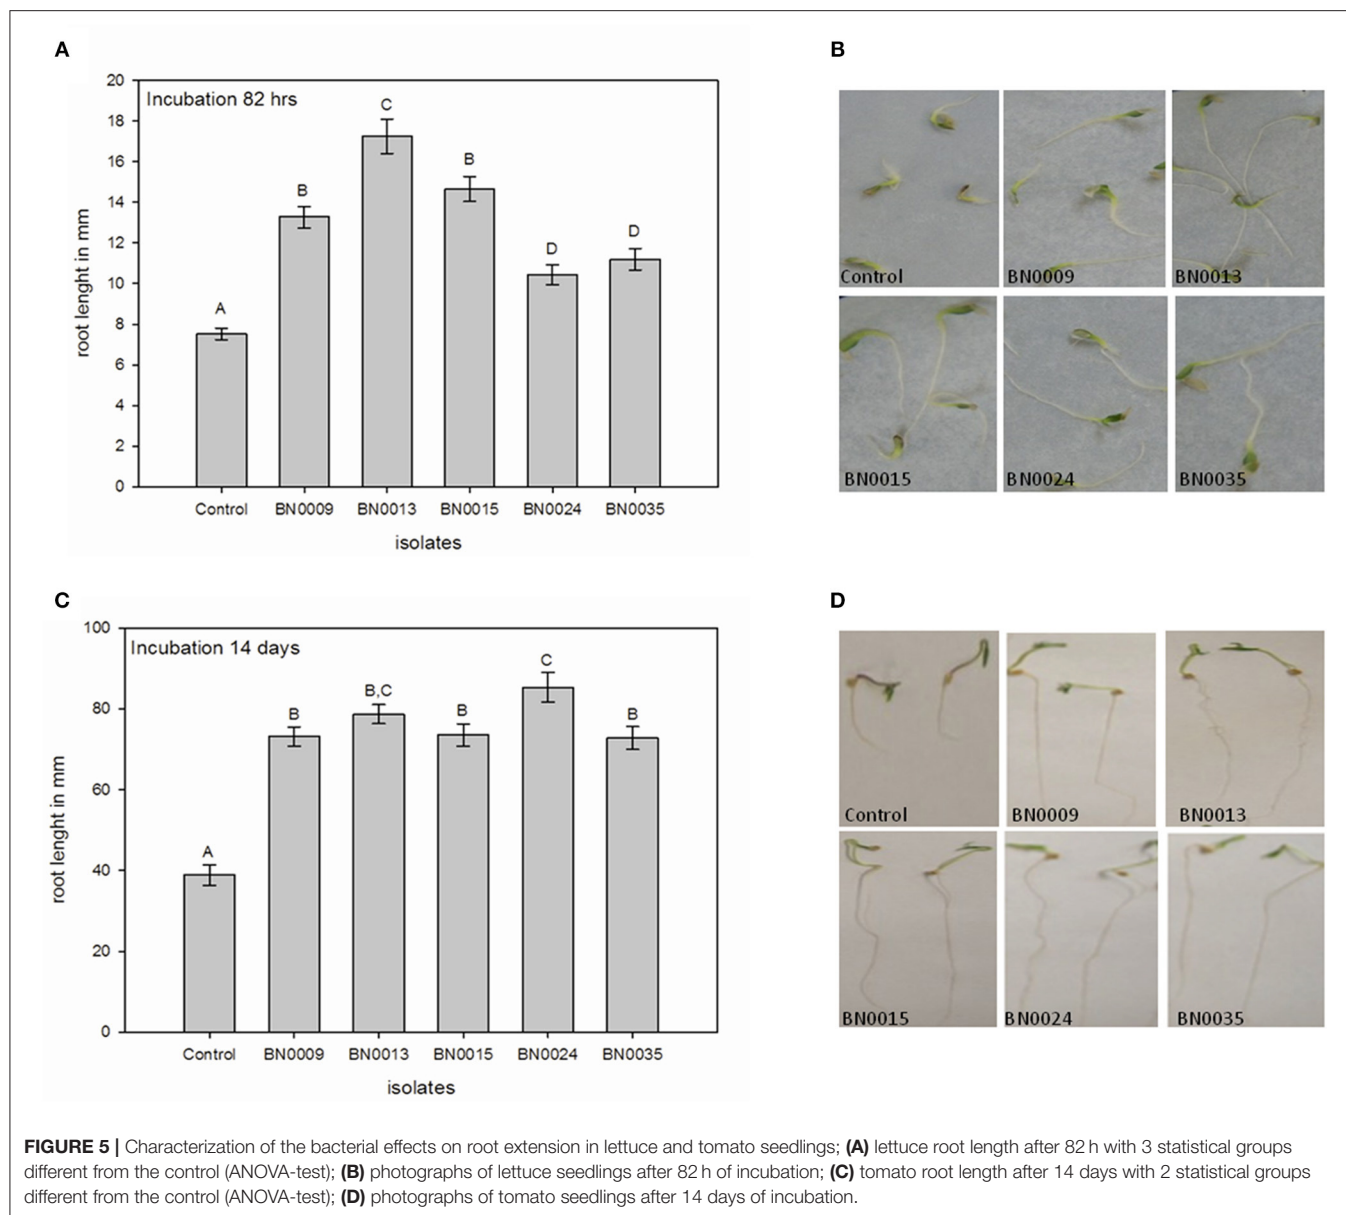 A
Incubation 82 hrs
root lenght in mm
20
18
16
14
12
10
8
6
4
2
0
A
B
C
B
D
D
Control BN0009 BN0013 BN0015 BN0024 BN0035
isolates
B
Control BN0009 BN0013
BN0015 BN0024 BN0035
C
Incubation 14 days
root lenght in mm
100
80
60
40
20
0
A
B
B,C
B
C
B
Control BN0009 BN0013 BN0015 BN0024 BN0035
isolates
D
Control BN0009 BN0013
BN0015 BN0024 BN0035
FIGURE 5 | Characterization of the bacterial effects on root extension in lettuce and tomato seedlings; (A) lettuce root length after 82 h with 3 statistical groups
different from the control (ANOVA-test); (B) photographs of lettuce seedlings after 82 h of incubation; (C) tomato root length after 14 days with 2 statistical groups
different from the control (ANOVA-test); (D) photographs of tomato seedlings after 14 days of incubation.